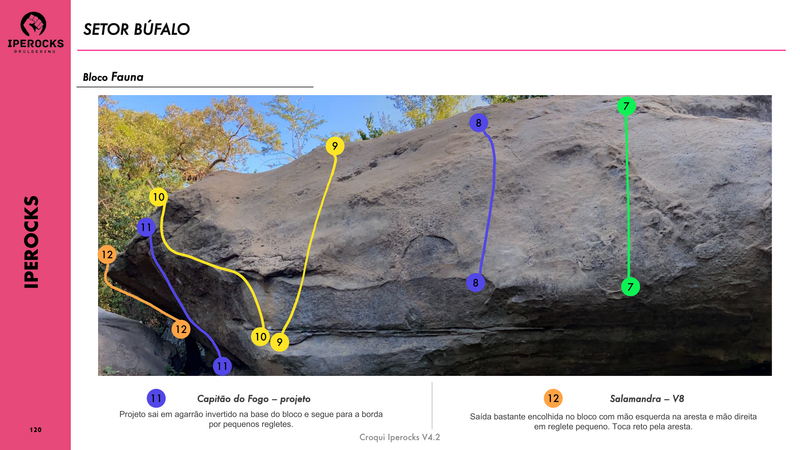 IPEROCKS
BOULDERING
SETOR BÚFALO
Bloco Fauna
7
8
9
10
11
12
12
11
10
9
8
7
IPEROCKS
11 Capitão do Fogo – projeto
Projeto sai em agarrão invertido na base do bloco e segue para a borda
por pequenos regletes.
12 Salamandra – V8
Saída bastante encolhida no bloco com mão esquerda na aresta e mão direita
em reglete pequeno. Toca reto pela aresta.
120
Croqui Iperocks V4.2